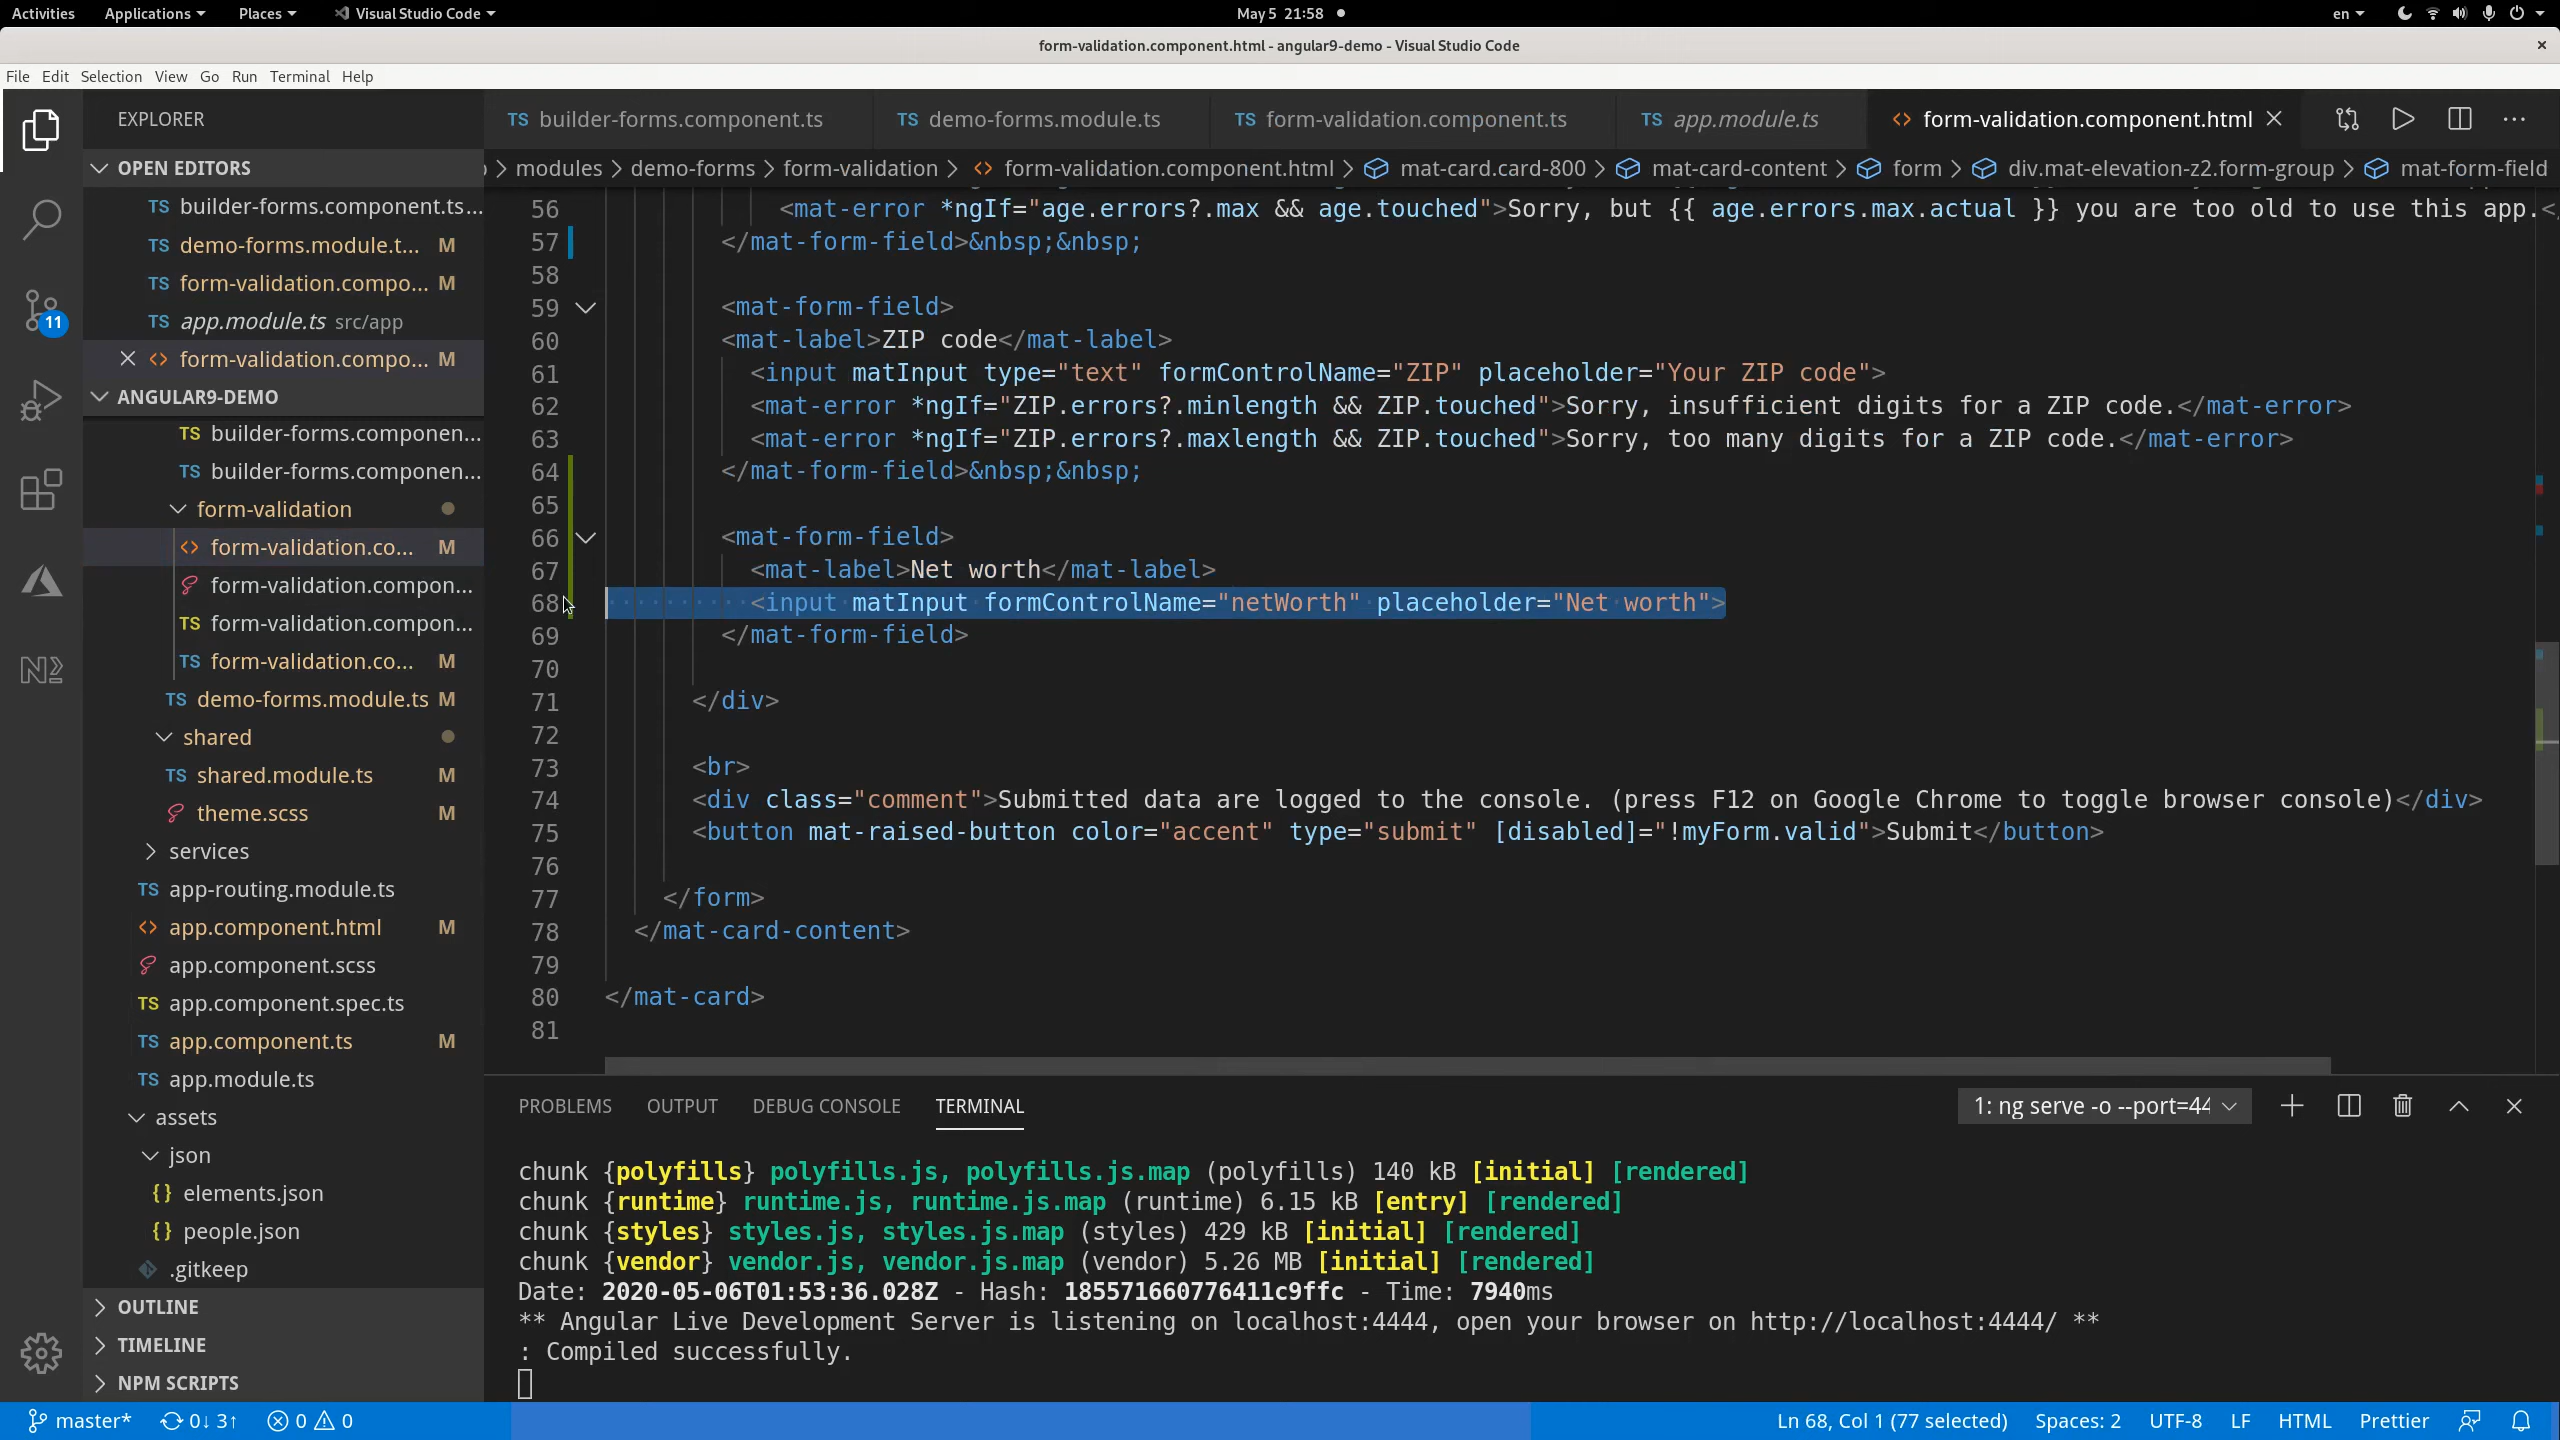 Activities Applications Places Visual Studio Code May 5 21:58 en
form-validation.component.html - angular9-demo - Visual Studio Code
File Edit Selection View Go Run Terminal Help
EXPLORER
OPEN EDITORS
builder-forms.component.ts...
demo-forms.module.t... M
form-validation.compo... M
app.module.ts src/app
form-validation.compo... M
ANGULAR9-DEMO
builder-forms.componen...
builder-forms.componen...
form-validation
form-validation.co... M
form-validation.compon...
form-validation.compon...
form-validation.co... M
demo-forms.module.ts M
shared
shared.module.ts M
theme.scss M
services
app-routing.module.ts
app.component.html M
app.component.scss
app.component.spec.ts
app.component.ts M
app.module.ts
assets
json
elements.json
people.json
.gitkeep
OUTLINE
TIMELINE
NPM SCRIPTS
11
builder-forms.component.ts demo-forms.module.ts form-validation.component.ts app.module.ts form-validation.component.html
modules > demo-forms > form-validation > form-validation.component.html > mat-card.card-800 > mat-card-content > form > div.mat-elevation-z2.form-group > mat-form-field
56 <mat-error *ngIf="age.errors?.max && age.touched">Sorry, but {{ age.errors.max.actual }} you are too old to use this app.</
57 </mat-form-field>&nbsp;&nbsp;
58
59 <mat-form-field>
60 <mat-label>ZIP code</mat-label>
61 <input matInput type="text" formControlName="ZIP" placeholder="Your ZIP code">
62 <mat-error *ngIf="ZIP.errors?.minlength && ZIP.touched">Sorry, insufficient digits for a ZIP code.</mat-error>
63 <mat-error *ngIf="ZIP.errors?.maxlength && ZIP.touched">Sorry, too many digits for a ZIP code.</mat-error>
64 </mat-form-field>&nbsp;&nbsp;
65
66 <mat-form-field>
67 <mat-label>Net worth</mat-label>
68 <input matInput formControlName="netWorth" placeholder="Net worth">
69 </mat-form-field>
70
71 </div>
72
73 <br>
74 <div class="comment">Submitted data are logged to the console. (press F12 on Google Chrome to toggle browser console)</div>
75 <button mat-raised-button color="accent" type="submit" [disabled]="!myForm.valid">Submit</button>
76
77 </form>
78 </mat-card-content>
79
80 </mat-card>
81
PROBLEMS OUTPUT DEBUG CONSOLE TERMINAL 1: ng serve -o --port=44
chunk {polyfills} polyfills.js, polyfills.js.map (polyfills) 140 kB [initial] [rendered]
chunk {runtime} runtime.js, runtime.js.map (runtime) 6.15 kB [entry] [rendered]
chunk {styles} styles.js, styles.js.map (styles) 429 kB [initial] [rendered]
chunk {vendor} vendor.js, vendor.js.map (vendor) 5.26 MB [initial] [rendered]
Date: 2020-05-06T01:53:36.028Z - Hash: 185571660776411c9ffc - Time: 7940ms
** Angular Live Development Server is listening on localhost:4444, open your browser on http://localhost:4444/ **
: Compiled successfully.
master* 0↓ 3↑ 0 0 Ln 68, Col 1 (77 selected) Spaces: 2 UTF-8 LF HTML Prettier